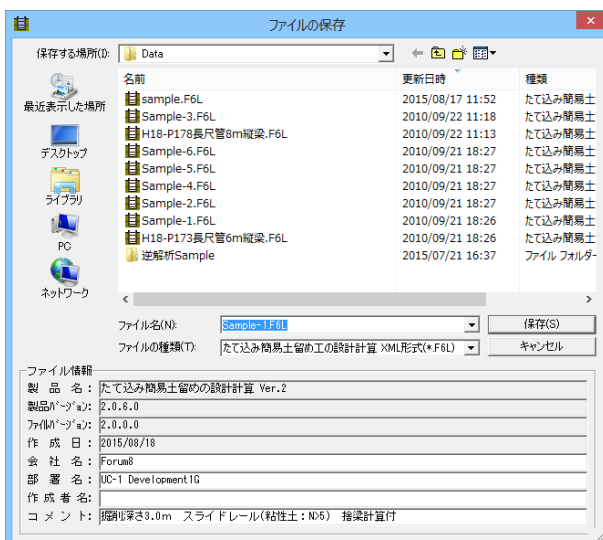 ファイルの保存
保存する場所(I): Data
名前 更新日時 種類
sample.F6L 2015/08/17 11:52 たて込み簡易土
Sample-3.F6L 2010/09/22 11:18 たて込み簡易土
H18-P178長尺管8m縦梁.F6L 2010/09/22 11:13 たて込み簡易土
Sample-6.F6L 2010/09/21 18:27 たて込み簡易土
Sample-5.F6L 2010/09/21 18:27 たて込み簡易土
Sample-4.F6L 2010/09/21 18:27 たて込み簡易土
Sample-2.F6L 2010/09/21 18:27 たて込み簡易土
Sample-1.F6L 2010/09/21 18:26 たて込み簡易土
H18-P173長尺管6m縦梁.F6L 2010/09/21 18:26 たて込み簡易土
逆解析Sample 2015/07/21 16:37 ファイル フォルダー
最近表示した場所
デスクトップ
ライブラリ
PC
ネットワーク
ファイル名(N): Sample-1.F6L 保存(S)
ファイルの種類(T): たて込み簡易土留め工の設計計算 XML形式(*.F6L) キャンセル
ファイル情報
製品名: たて込み簡易土留めの設計計算 Ver.2
製品ﾊﾞｰｼﾞｮﾝ: 2.0.6.0
ﾌｧｲﾙﾊﾞｰｼﾞｮﾝ: 2.0.0.0
作成日: 2015/08/18
会社名: Forum8
部署名: UC-1 Development1G
作成者名:
コメント: 掘削深さ3.0m スライドレール(粘性土:N>5) 捨梁計算付